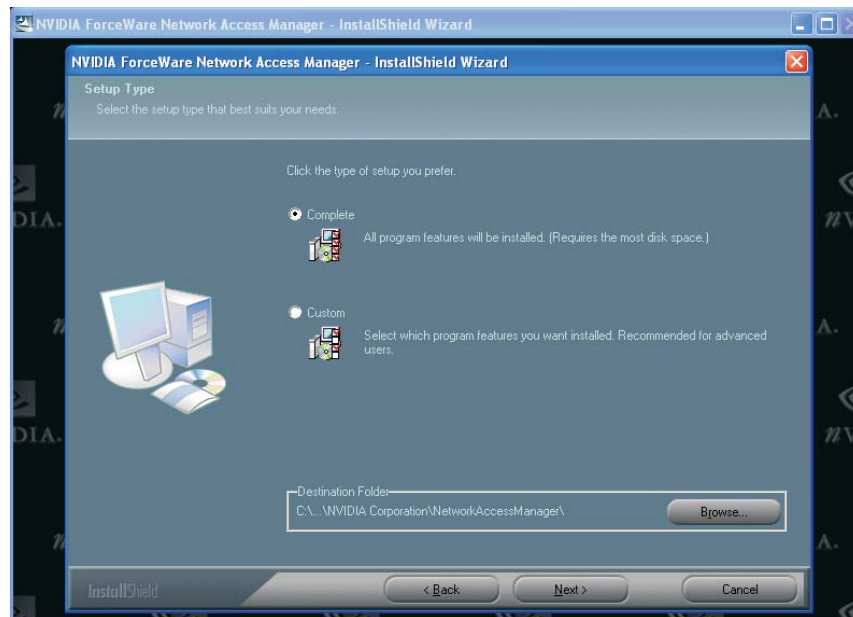 NVIDIA ForceWare Network Access Manager - InstallShield Wizard
NVIDIA ForceWare Network Access Manager - InstallShield Wizard
Setup Type
Select the setup type that best suits your needs.
Click the type of setup you prefer.
Complete
All program features will be installed. (Requires the most disk space.)
Custom
Select which program features you want installed. Recommended for advanced
users.
Destination Folder
C:\...\NVIDIA Corporation\NetworkAccessManager\
Browse...
InstallShield
< Back
Next >
Cancel